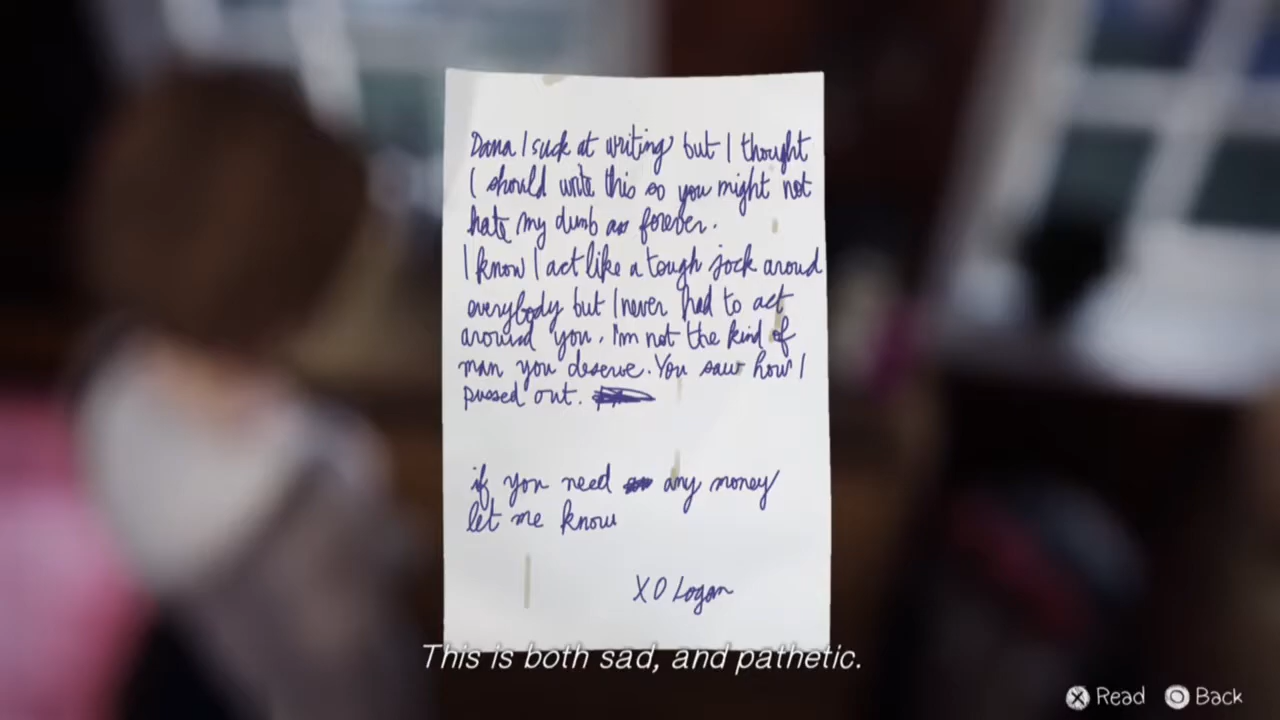 Dana I suck at writing but I thought
I should write this so you might not
hate my dumb ass forever.
I know I act like a tough jock aroud
everybody but I never had to act
around you. I'm not the kind of
man you deserve. You saw how I
pussed out.
if you need any money
let me know
XO Logan
This is both sad, and pathetic.
Read Back